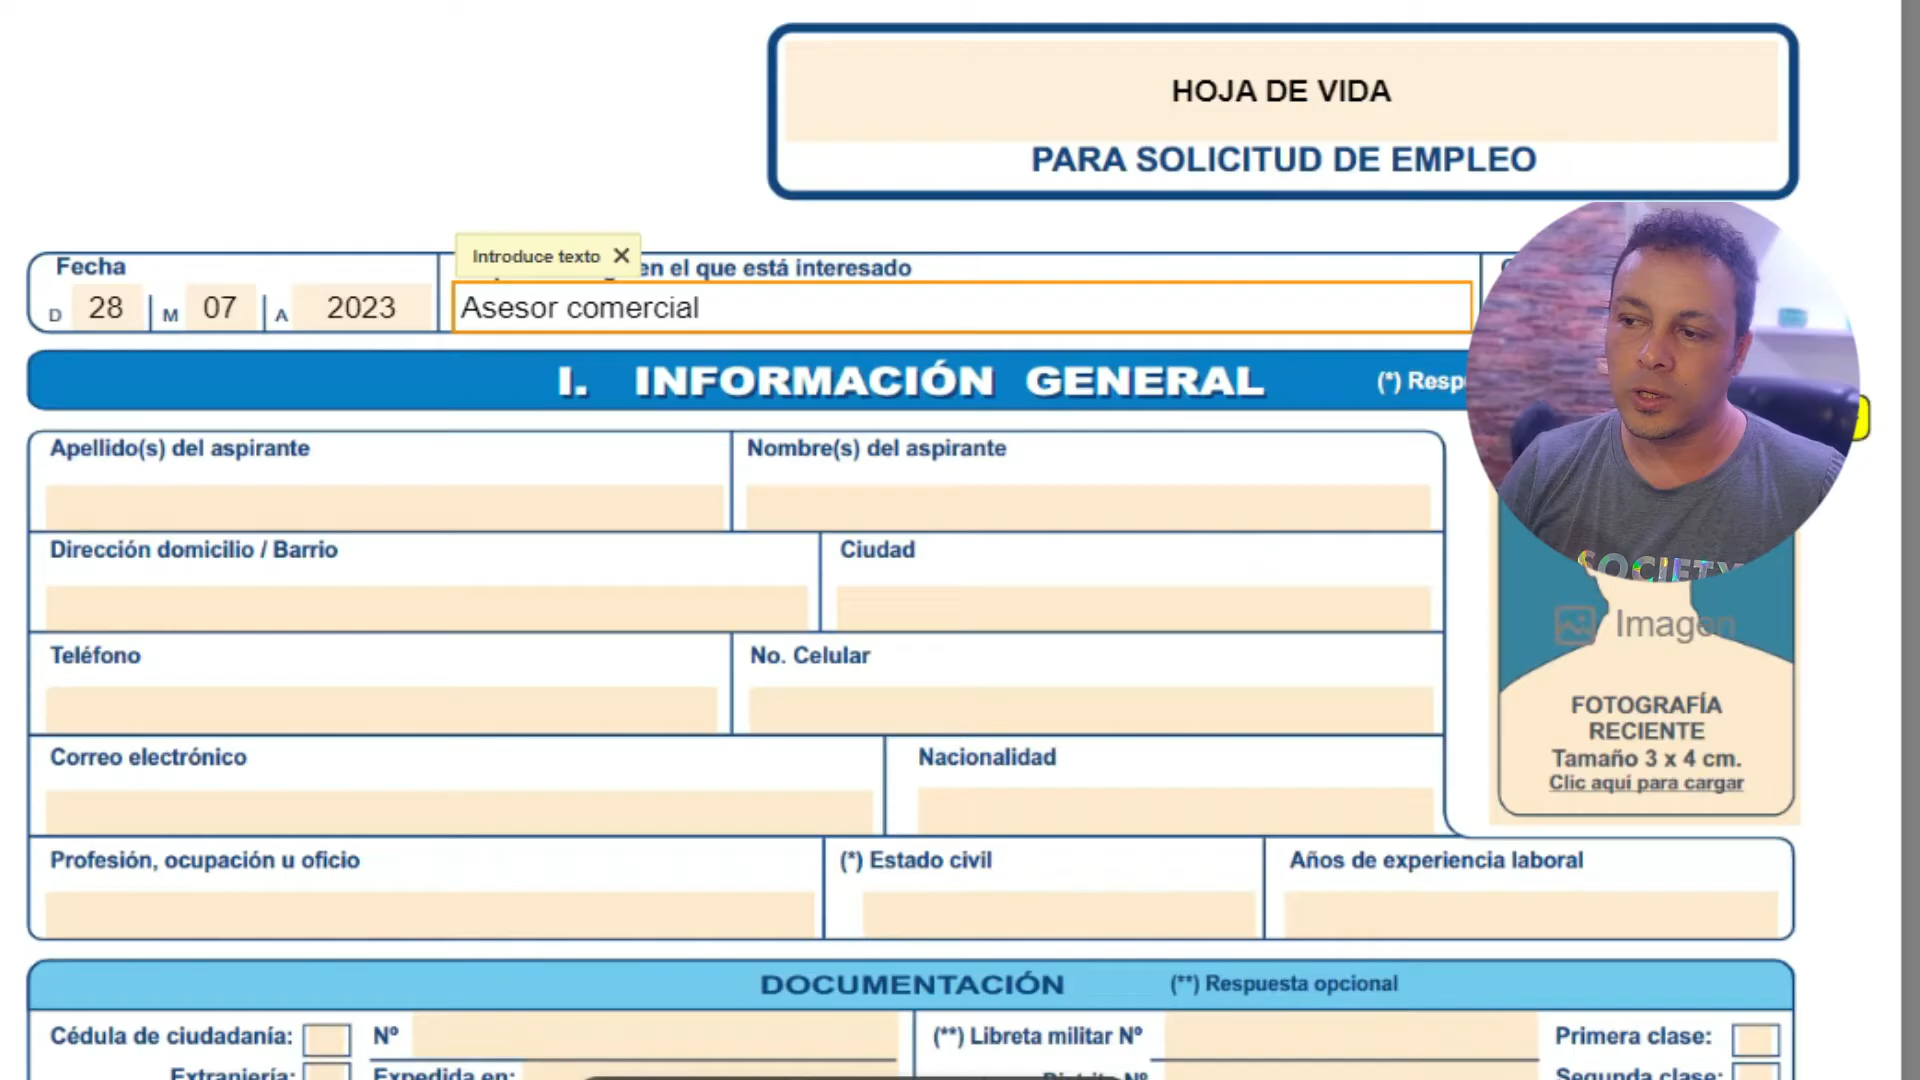 HOJA DE VIDA
PARA SOLICITUD DE EMPLEO
Introduce texto
Fecha
en el que está interesado
D 28 M 07 A 2023
Asesor comercial
I. INFORMACIÓN GENERAL
(*)
Apellido(s) del aspirante
Nombre(s) del aspirante
Dirección domicilio / Barrio
Ciudad
SOCIETY
Imagen
Teléfono
No. Celular
FOTOGRAFÍA
RECIENTE
Tamaño 3 x 4 cm.
Clic aquí para cargar
Correo electrónico
Nacionalidad
Profesión, ocupación u oficio
(*) Estado civil
Años de experiencia laboral
DOCUMENTACIÓN
(**) Respuesta opcional
Cédula de ciudadanía:
Nº
(**) Libreta militar Nº
Primera clase:
Extranjería:
Expedida en:
Distrito Nº
Segunda clase: